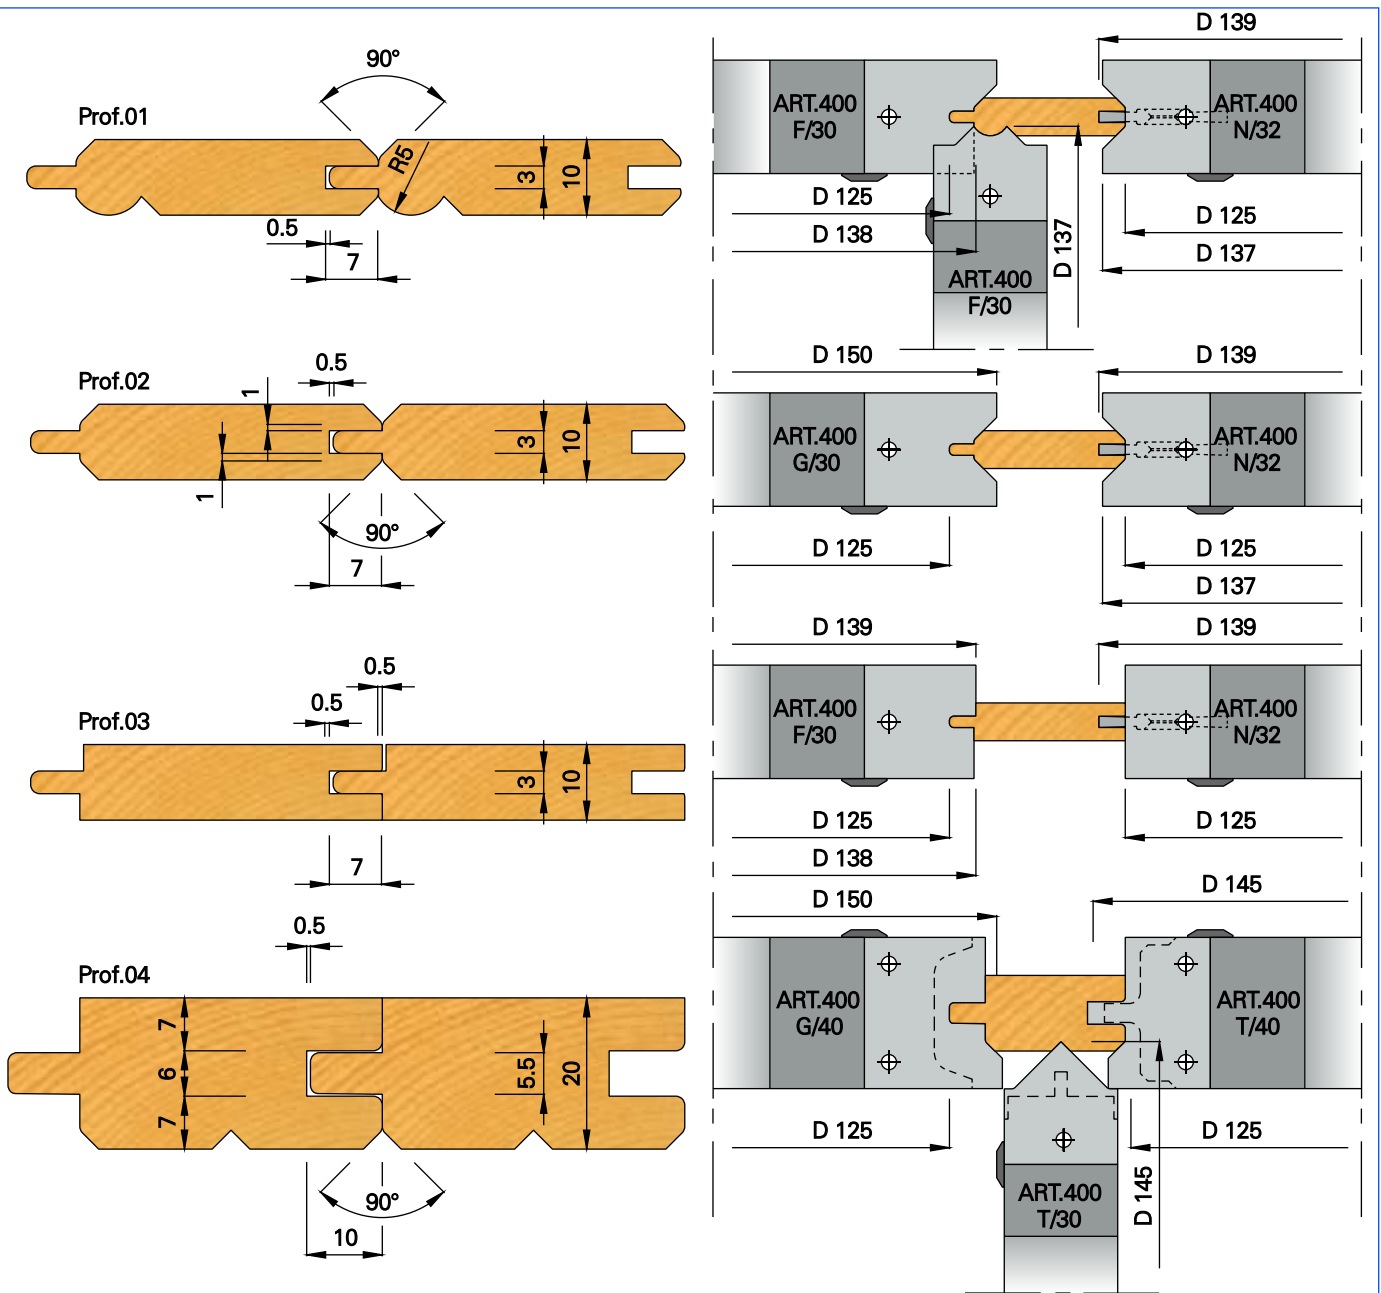 Prof.01
90°
R5
3
10
0.5
7
D 139
ART.400
F/30
ART.400
N/32
D 125
D 138
D 137
D 125
D 137
ART.400
F/30
Prof.02
0.5
1
1
3
10
90°
7
D 150
D 139
ART.400
G/30
ART.400
N/32
D 125
D 125
D 137
Prof.03
0.5
0.5
3
10
7
D 139
D 139
ART.400
F/30
ART.400
N/32
D 125
D 125
D 138
Prof.04
0.5
7
6
7
5.5
20
90°
10
D 150
D 145
ART.400
G/40
ART.400
T/40
D 125
D 125
D 145
ART.400
T/30